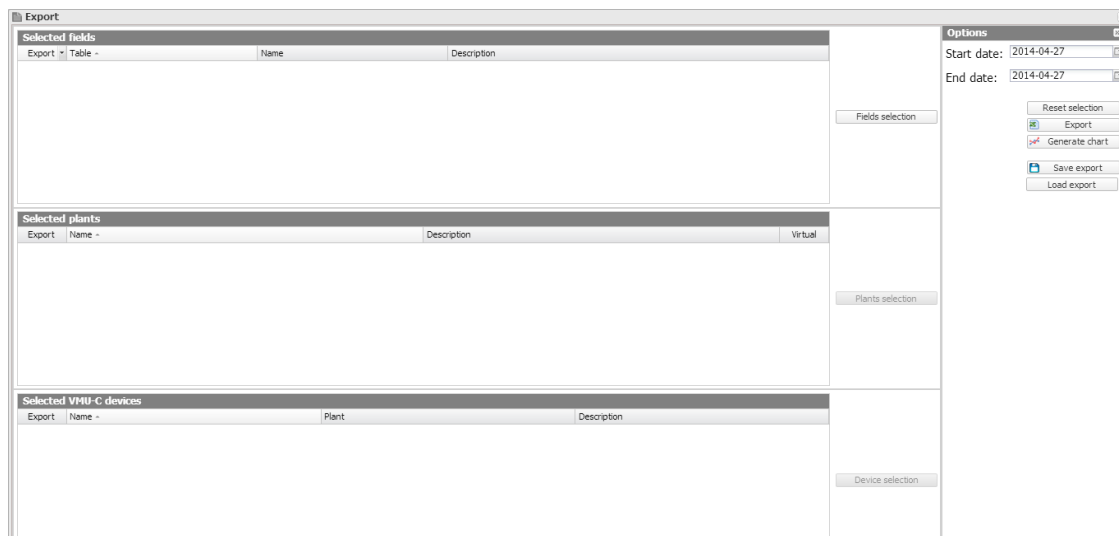 Export
Selected fields
Export Table Name Description
Fields selection
Selected plants
Export Name Description Virtual
Plants selection
Selected VMU-C devices
Export Name Plant Description
Device selection
Options
Start date: 2014-04-27
End date: 2014-04-27
Reset selection
Export
Generate chart
Save export
Load export